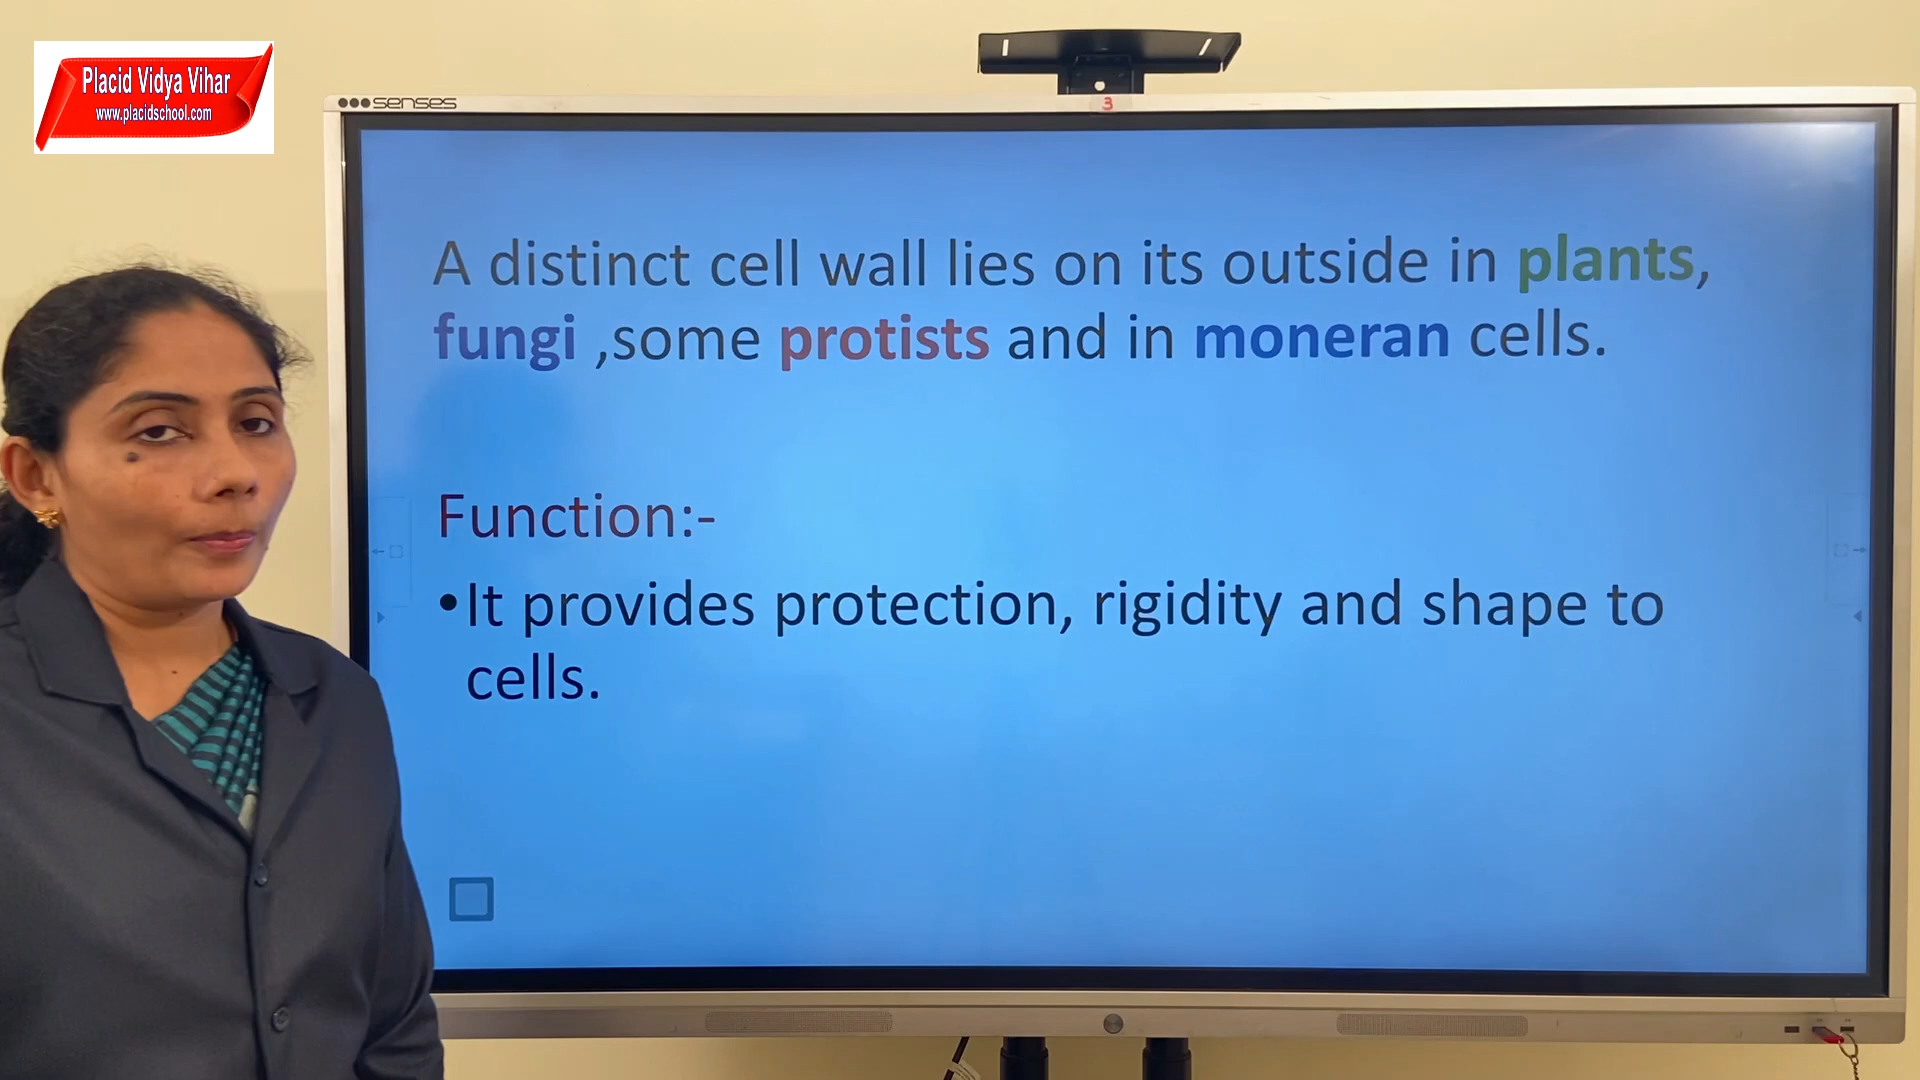 Placid Vidya Vihar
www.placidschool.com
senses
3
A distinct cell wall lies on its outside in plants,
fungi ,some protists and in moneran cells.
Function:-
•It provides protection, rigidity and shape to
cells.